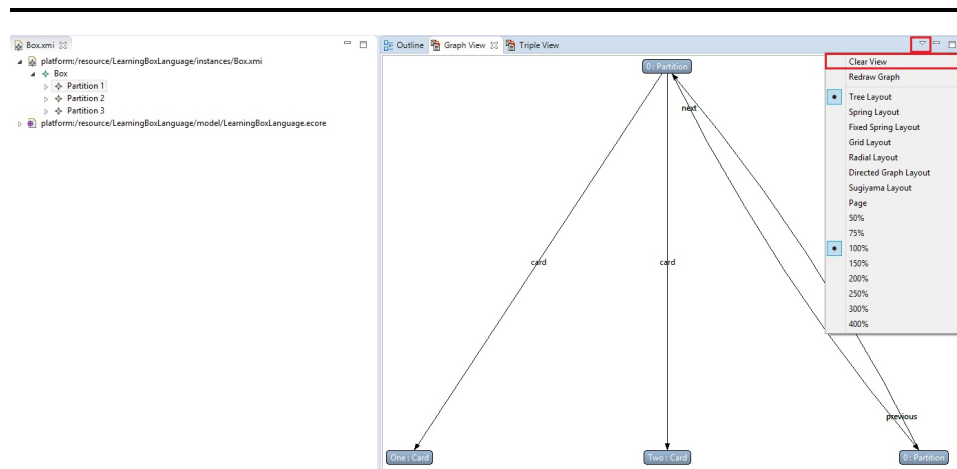 Box.xmi
platform:/resource/LearningBoxLanguage/instances/Box.xmi
Box
Partition 1
Partition 2
Partition 3
platform:/resource/LearningBoxLanguage/model/LearningBoxLanguage.ecore
Outline Graph View Triple View
0 : Partition
next
card
card
previous
One : Card
Two : Card
0 : Partition
Clear View
Redraw Graph
Tree Layout
Spring Layout
Fixed Spring Layout
Grid Layout
Radial Layout
Directed Graph Layout
Sugiyama Layout
Page
50%
75%
100%
150%
200%
250%
300%
400%